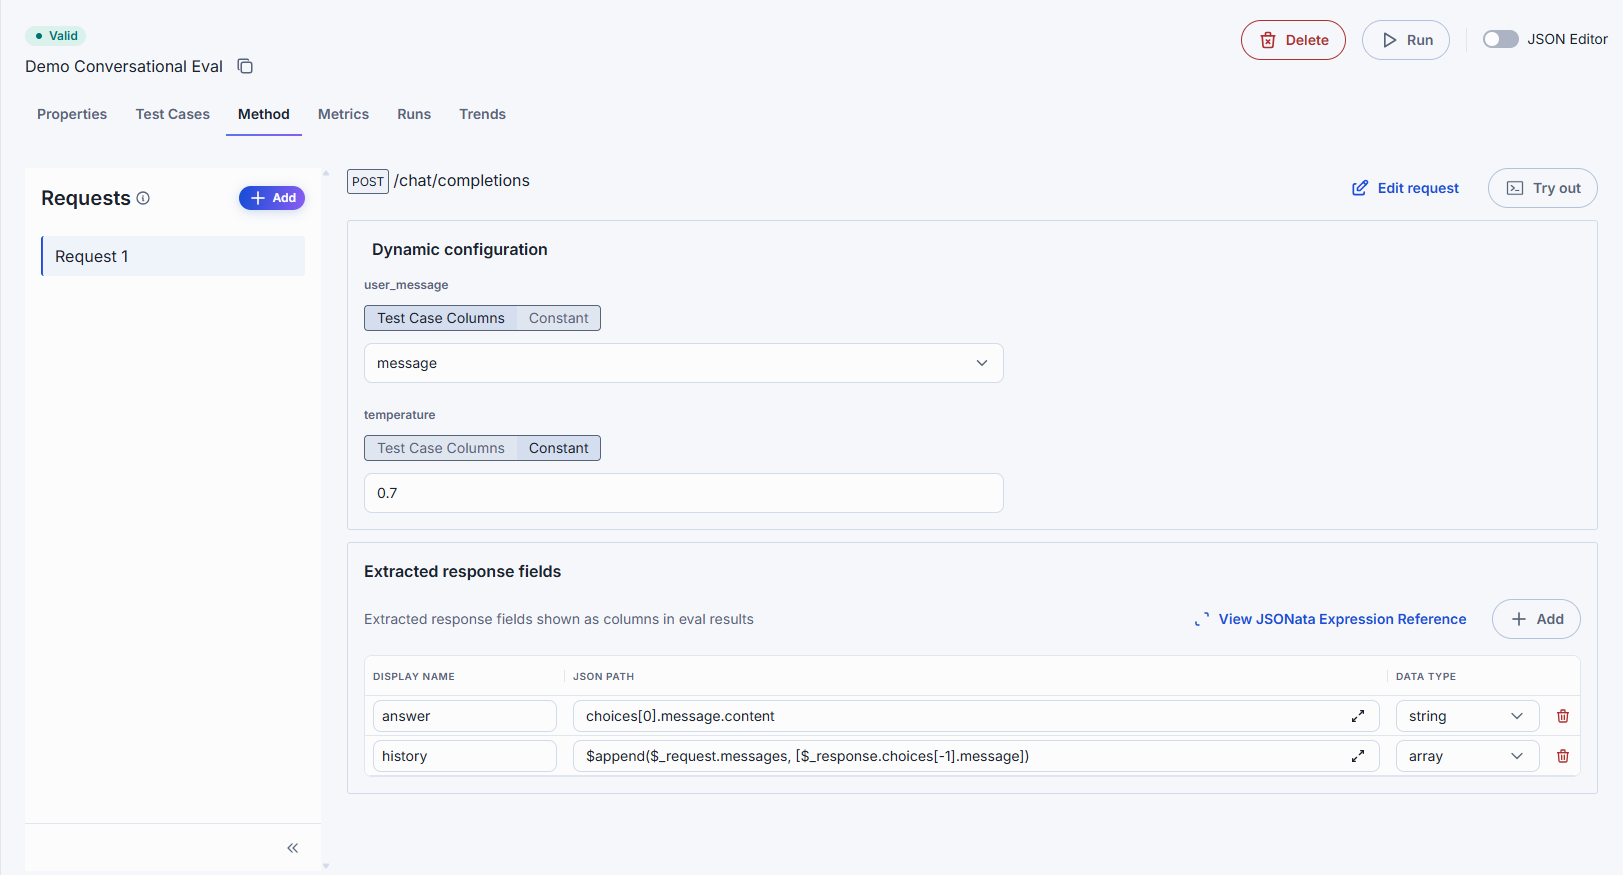 Valid
Demo Conversational Eval
Delete
Run
JSON Editor
Properties
Test Cases
Method
Metrics
Runs
Trends
Requests
Add
Request 1
POST /chat/completions
Edit request
Try out
Dynamic configuration
user_message
Test Case Columns
Constant
message
temperature
Test Case Columns
Constant
0.7
Extracted response fields
Extracted response fields shown as columns in eval results
View JSONata Expression Reference
Add
DISPLAY NAME
JSON PATH
DATA TYPE
answer
choices[0].message.content
string
history
$append($_request.messages, [$_response.choices[-1].message])
array